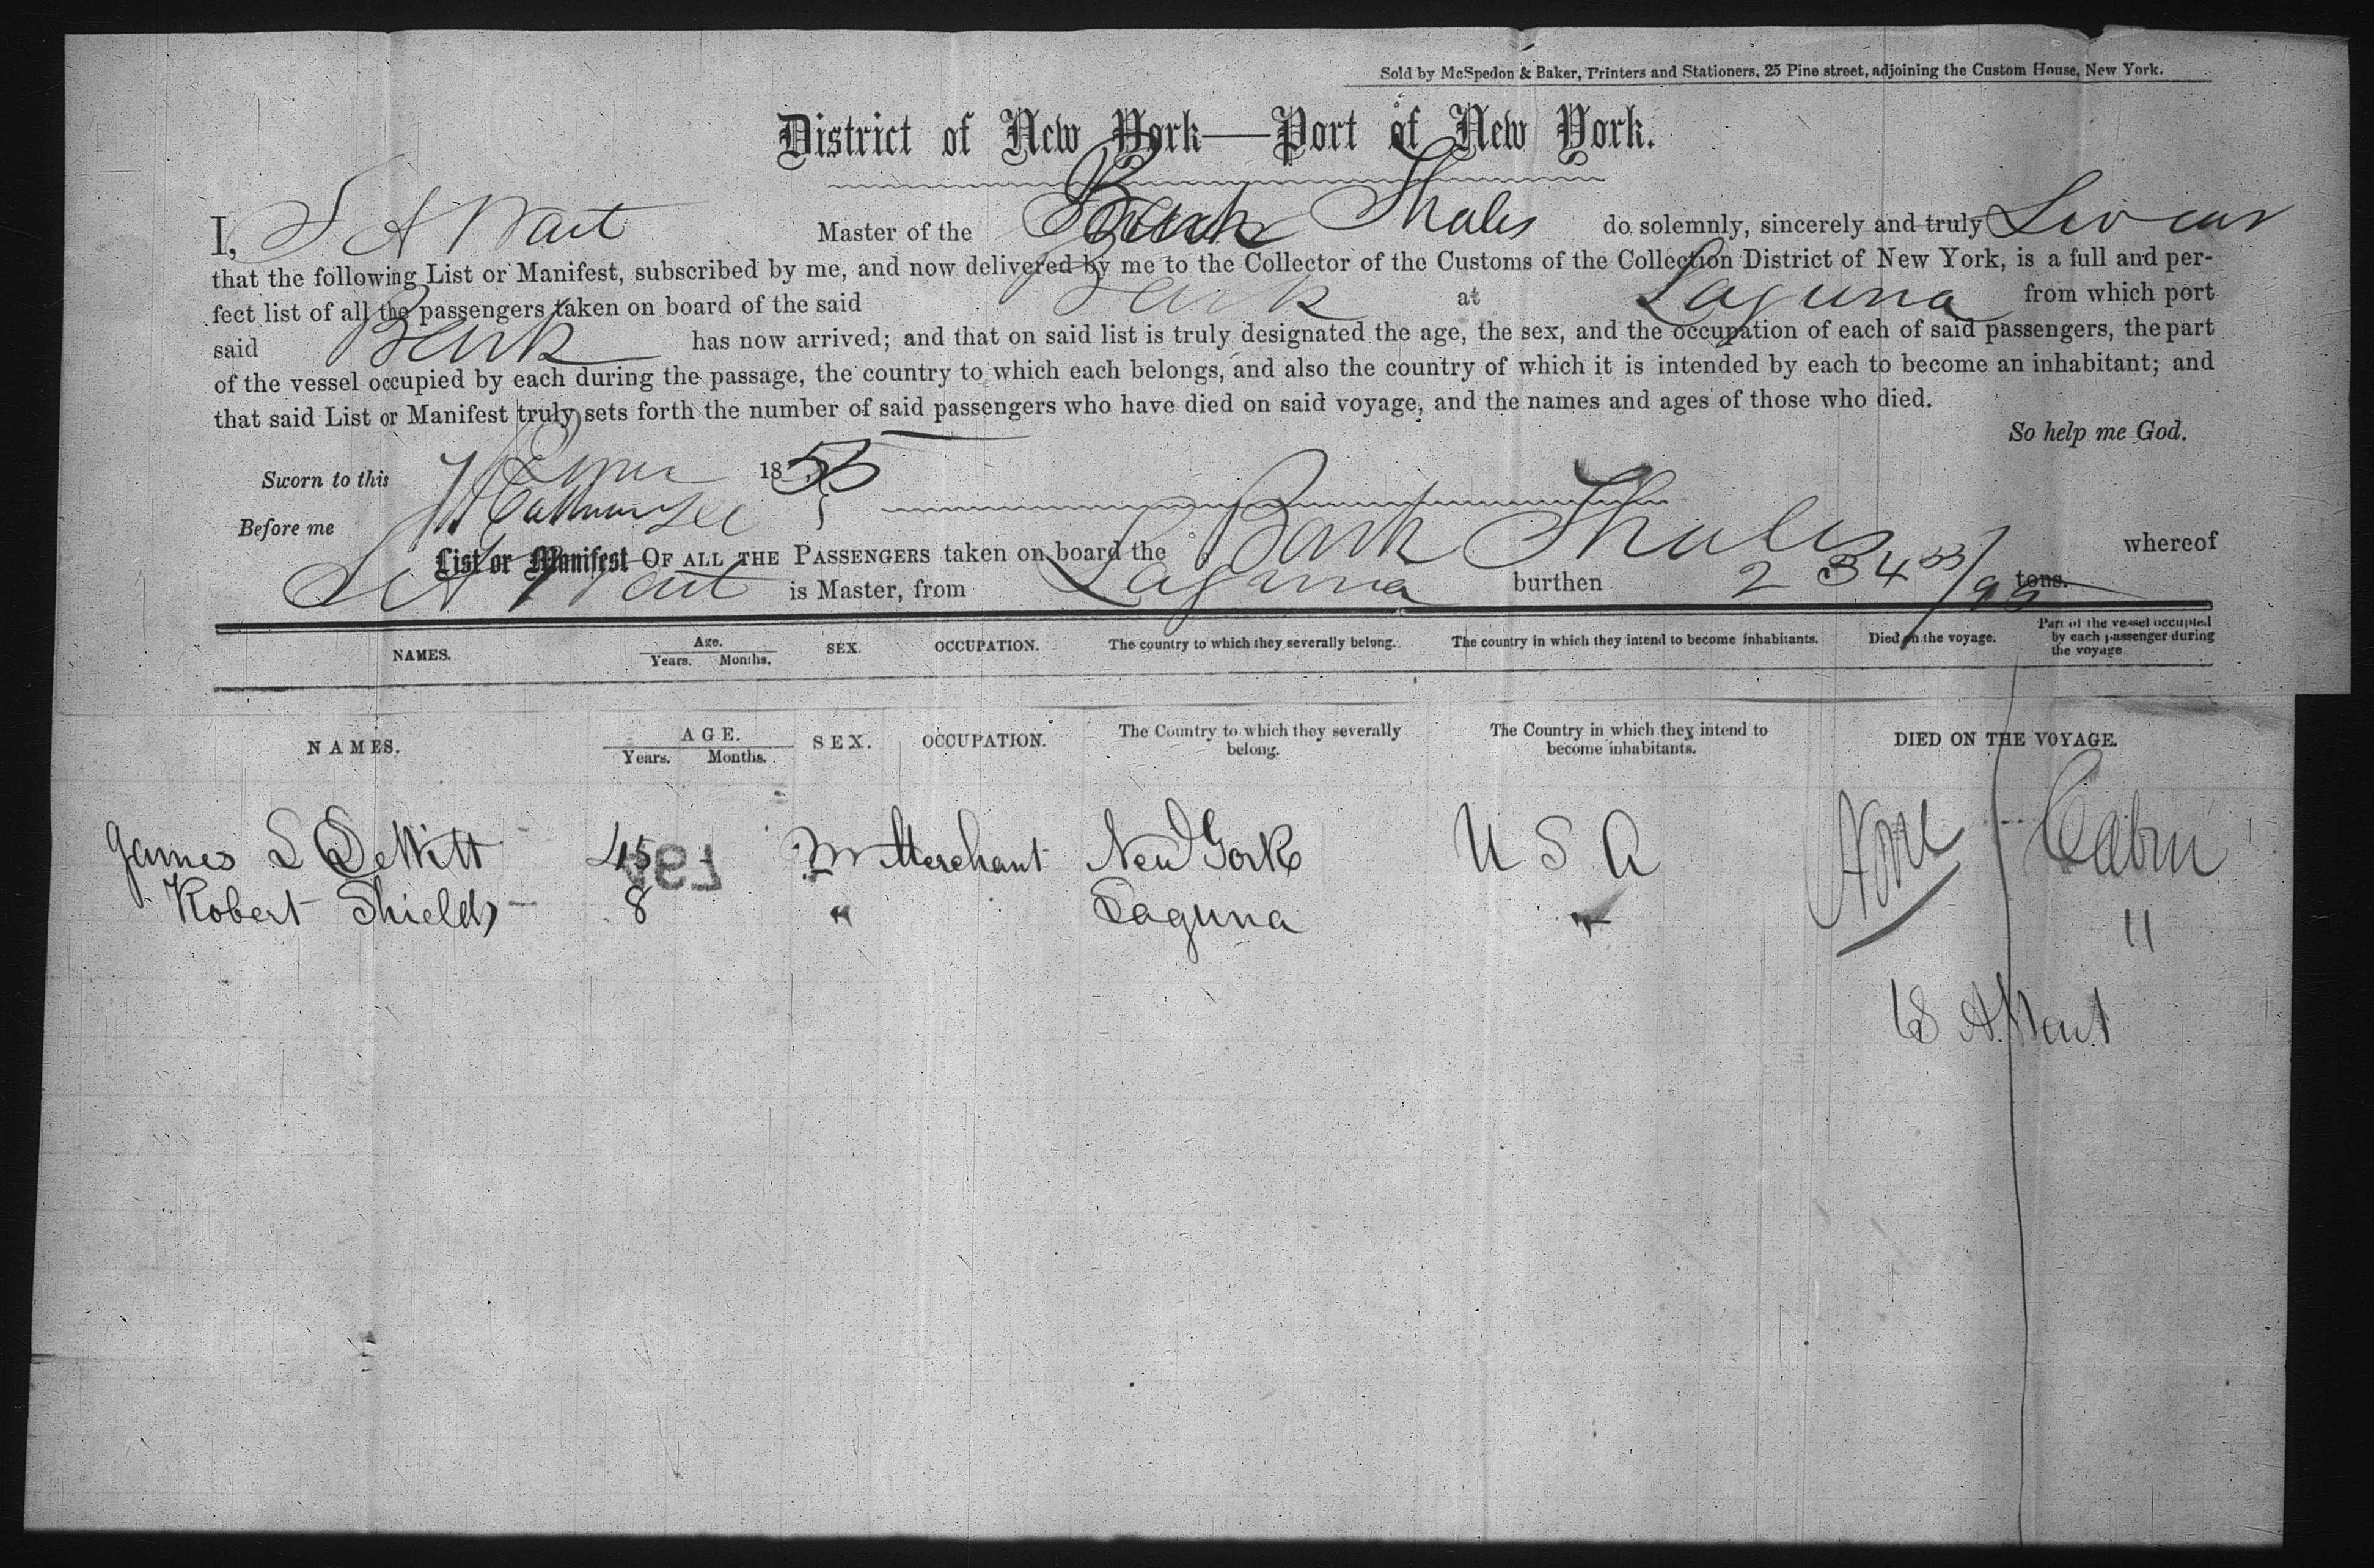 Sold by McSpedon & Baker, Printers and Stationers, 25 Pine street, adjoining the Custom House, New York.
District of New York—Port of New York.
I, S A Wait Master of the Bark Thales do solemnly, sincerely and truly Swear
that the following List or Manifest, subscribed by me, and now delivered by me to the Collector of the Customs of the Collection District of New York, is a full and per-
fect list of all the passengers taken on board of the said Bark at Laguna from which port
said Bark has now arrived; and that on said list is truly designated the age, the sex, and the occupation of each of said passengers, the part
of the vessel occupied by each during the passage, the country to which each belongs, and also the country of which it is intended by each to become an inhabitant; and
that said List or Manifest truly sets forth the number of said passengers who have died on said voyage, and the names and ages of those who died.
So help me God.
Sworn to this 1855
Before me
List or Manifest OF ALL THE PASSENGERS taken on board the Bark Thales whereof
S A Wait is Master, from Laguna burthen 234 33/95 tons.
NAMES. Age. Years. Months. SEX. OCCUPATION. The country to which they severally belong. The country in which they intend to become inhabitants. Died on the voyage. Part of the vessel occupied by each passenger during the voyage
NAMES. AGE. Years. Months. SEX. OCCUPATION. The Country to which they severally belong. The Country in which they intend to become inhabitants. DIED ON THE VOYAGE.
James S DeWitt 45 M Merchant New York U S A None Cabin
Robert Shields 8 " Laguna " "
S A Wait